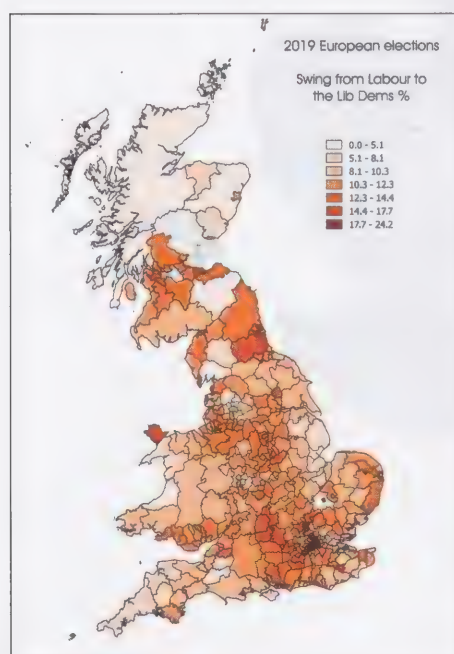 2019 European elections
Swing from Labour to
the Lib Dems %
0.0 - 5.1
5.1 - 8.1
8.1 - 10.3
10.3 - 12.3
12.3 - 14.4
14.4 - 17.7
17.7 - 24.2